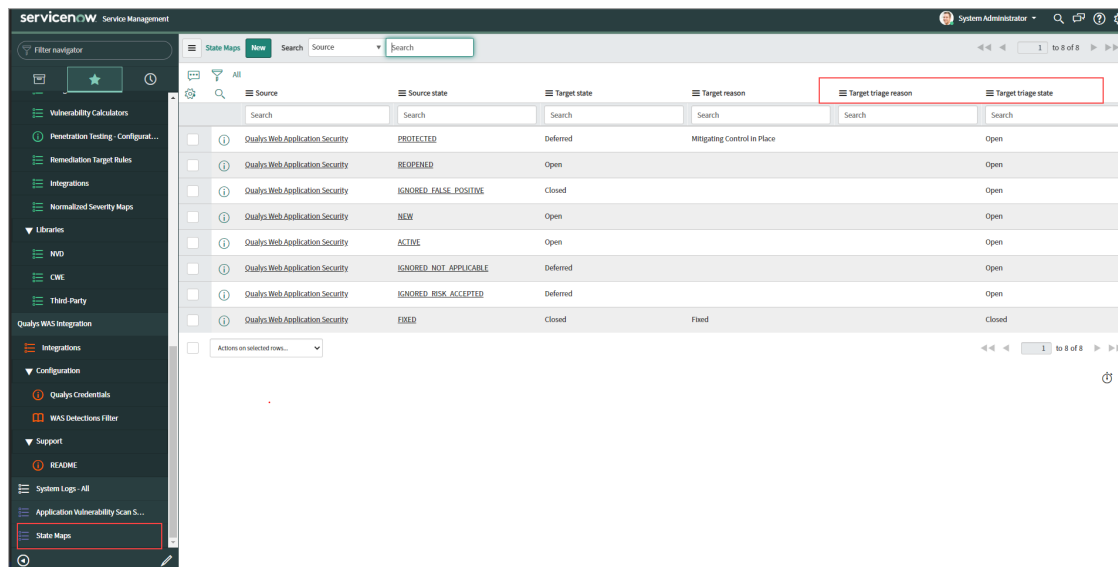 servicenow. Service Management
System Administrator
Filter navigator
State Maps New Search Source Search
1 to 8 of 8
All
Source Source state Target state Target reason Target triage reason Target triage state
Search Search Search Search Search Search
Qualys Web Application Security PROTECTED Deferred Mitigating Control in Place Open
Qualys Web Application Security REOPENED Open Open
Qualys Web Application Security IGNORED_FALSE_POSITIVE Closed Open
Qualys Web Application Security NEW Open Open
Qualys Web Application Security ACTIVE Open Open
Qualys Web Application Security IGNORED_NOT_APPLICABLE Deferred Open
Qualys Web Application Security IGNORED_RISK_ACCEPTED Deferred Open
Qualys Web Application Security FIXED Closed Fixed Closed
Actions on selected rows...
1 to 8 of 8
Vulnerability Calculators
Penetration Testing - Configurat...
Remediation Target Rules
Integrations
Normalized Severity Maps
Libraries
NVD
CWE
Third-Party
Qualys WAS Integration
Integrations
Configuration
Qualys Credentials
WAS Detections Filter
Support
README
System Logs - All
Application Vulnerability Scan S...
State Maps